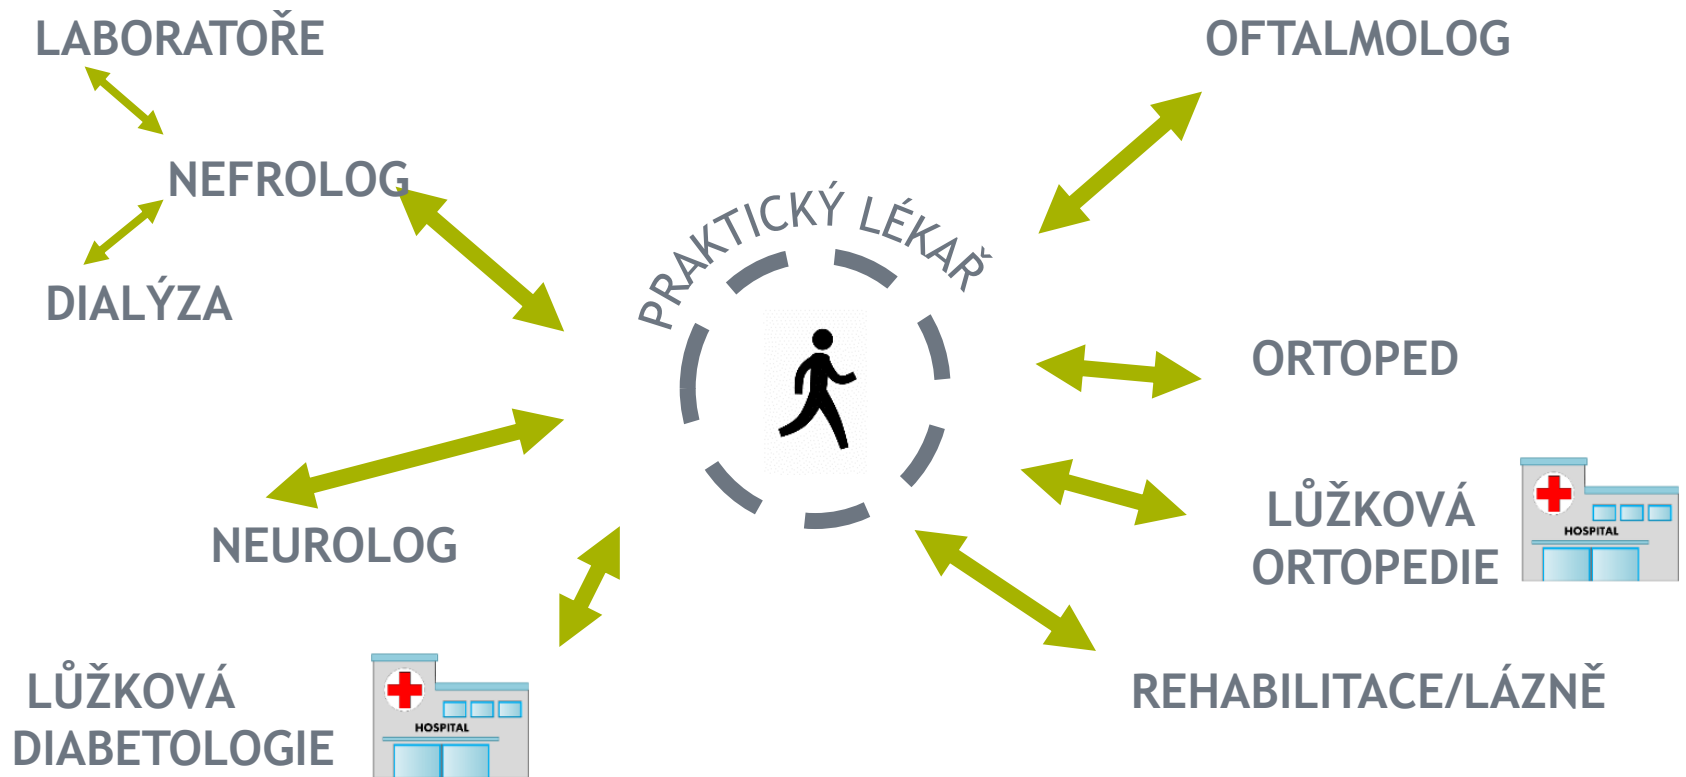 LABORATOŘE
OFTALMOLOG
NEFROLOG
PRAKTICKÝ LÉKAŘ
DIALÝZA
ORTOPED
LŮŽKOVÁ
ORTOPEDIE
HOSPITAL
NEUROLOG
LŮŽKOVÁ
DIABETOLOGIE
HOSPITAL
REHABILITACE/LÁZNĚ